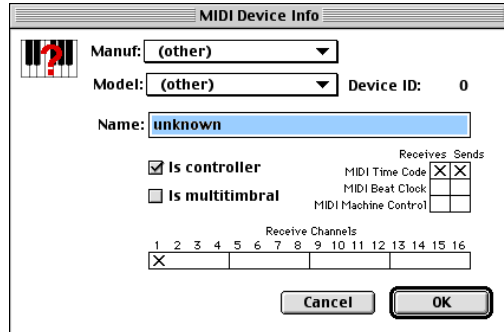 MIDI Device Info
Manuf: (other)
Model: (other) Device ID: 0
Name: unknown
Receives Sends
Is controller
MIDI Time Code
Is multitimbral
MIDI Beat Clock
MIDI Machine Control
Receive Channels
1 2 3 4 5 6 7 8 9 10 11 12 13 14 15 16
Cancel OK